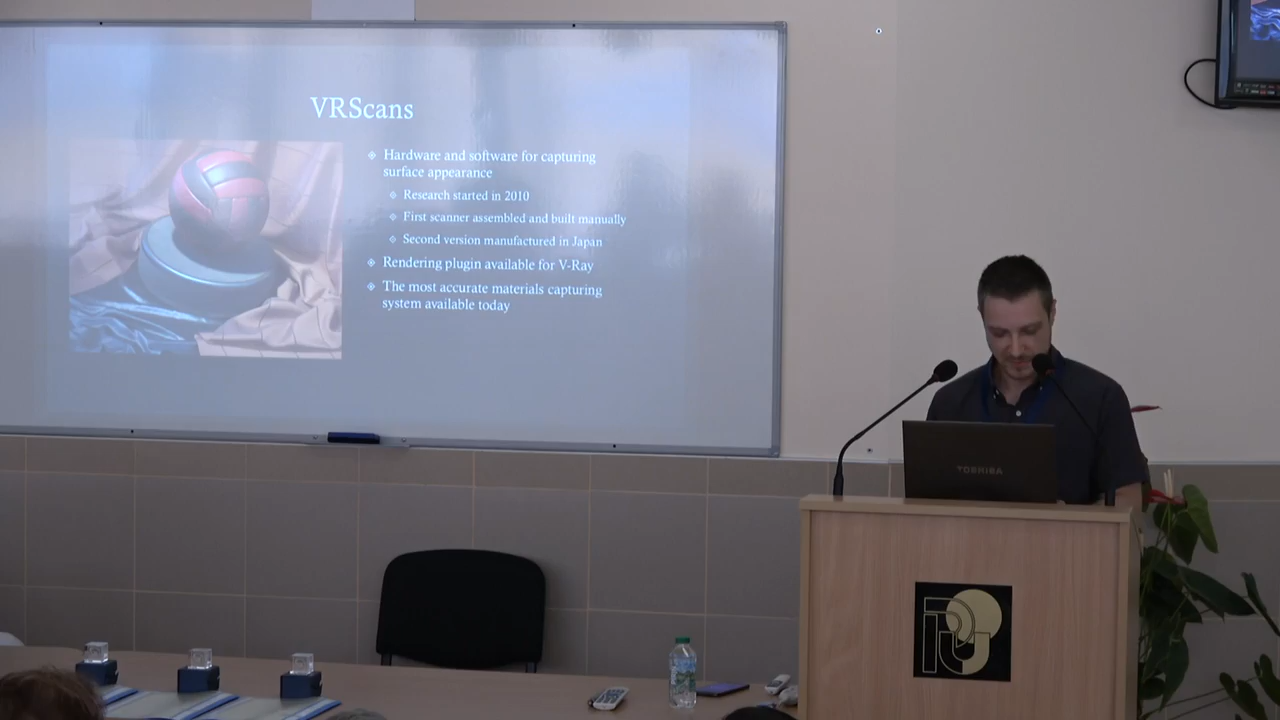 VRScans
Hardware and software for capturing
surface appearance
Research started in 2010
First scanner assembled and built manually
Second version manufactured in Japan
Rendering plugin available for V-Ray
The most accurate materials capturing
system available today
TOSHIBA